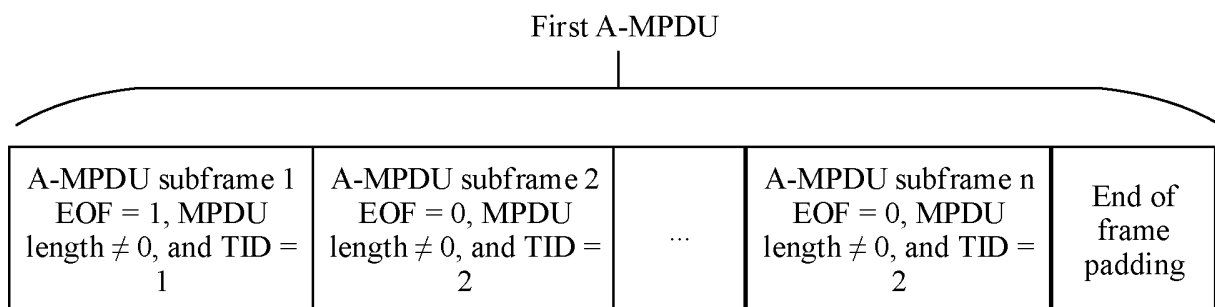 First A-MPDU
A-MPDU subframe 1
EOF = 1, MPDU
length ≠ 0, and TID =
1
A-MPDU subframe 2
EOF = 0, MPDU
length ≠ 0, and TID =
2
...
A-MPDU subframe n
EOF = 0, MPDU
length ≠ 0, and TID =
2
End of
frame
padding